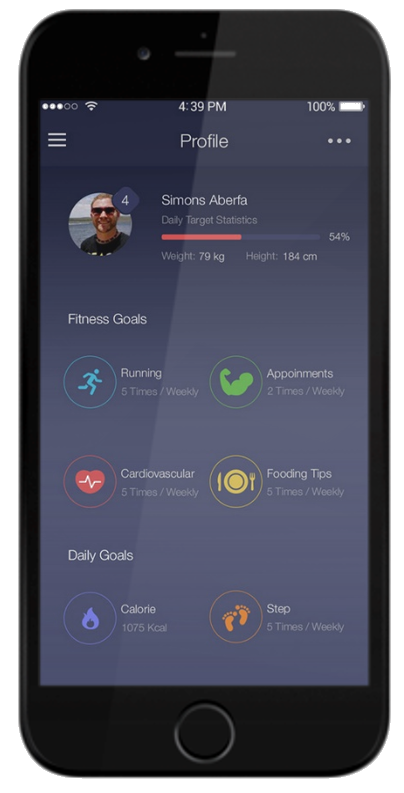 4:39 PM 100%
Profile
4
Simons Aberfa
Daily Target Statistics
54%
Weight: 79 kg Height: 184 cm
Fitness Goals
Running
5 Times / Weekly
Appoinments
2 Times / Weekly
Cardiovascular
5 Times / Weekly
Fooding Tips
5 Times / Weekly
Daily Goals
Calorie
1075 Kcal
Step
5 Times / Weekly